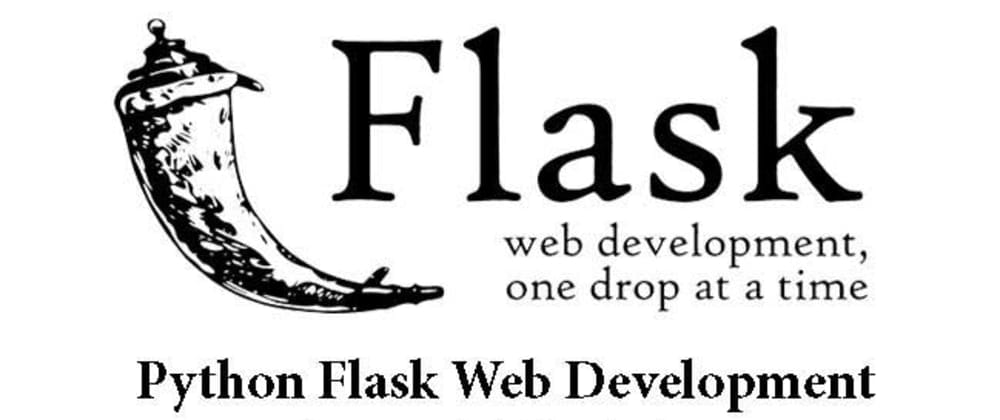 Flask
web development,
one drop at a time
Python Flask Web Development